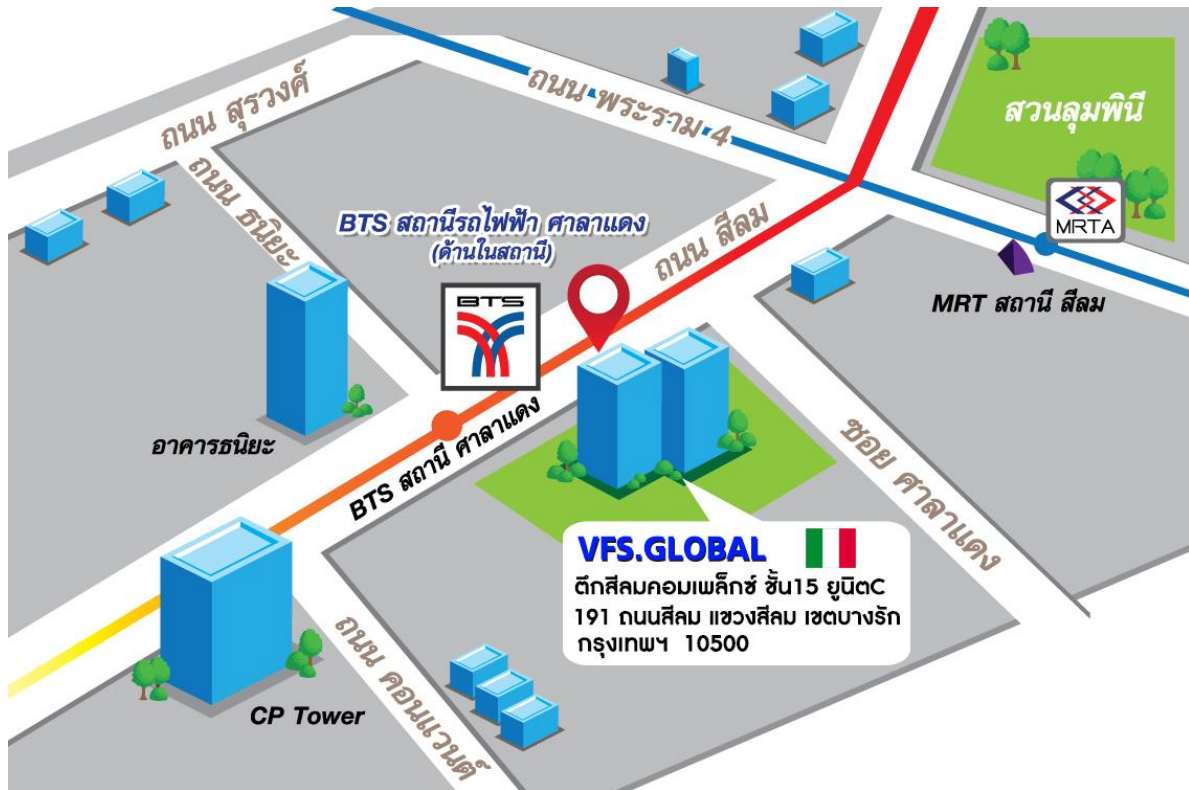 ถนน สุรวงศ์
ถนน พระราม 4
สวนลุมพินี
ถนน ธนิยะ
BTS สถานีรถไฟฟ้า ศาลาแดง
(ด้านในสถานี)
ถนน สีลม
MRTA
BTS
MRT สถานี สีลม
อาคารธนิยะ
BTS สถานี ศาลาแดง
ซอย ศาลาแดง
VFS.GLOBAL
ตึกสีลมคอมเพล็กซ์ ชั้น15 ยูนิตC
191 ถนนสีลม แขวงสีลม เขตบางรัก
กรุงเทพฯ 10500
ถนน คอนแวนต์
CP Tower